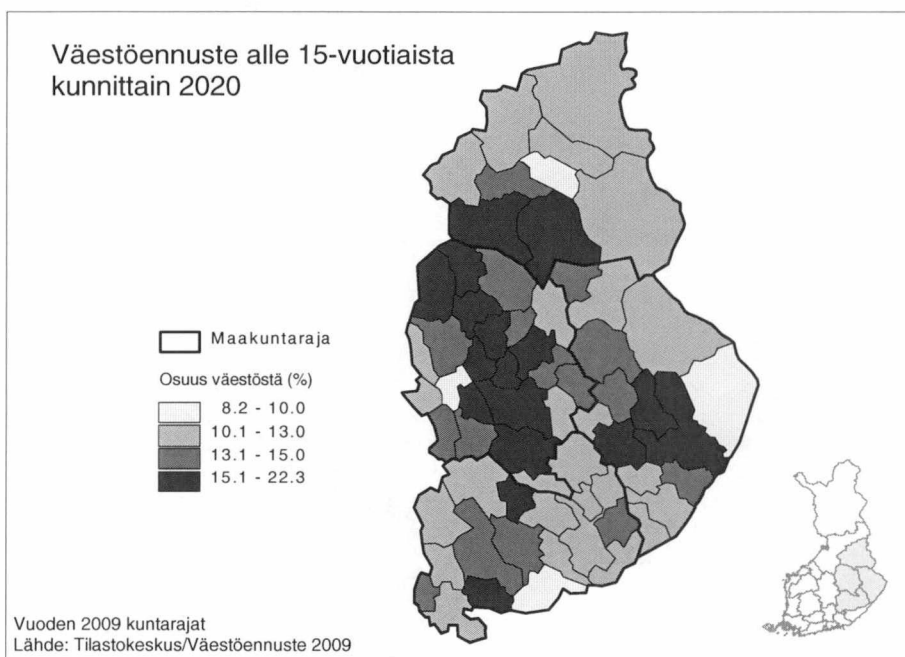 Väestöennuste alle 15-vuotiaista
kunnittain 2020
Maakuntaraja
Osuus väestöstä (%)
8.2 - 10.0
10.1 - 13.0
13.1 - 15.0
15.1 - 22.3
Vuoden 2009 kuntarajat
Lähde: Tilastokeskus/Väestöennuste 2009